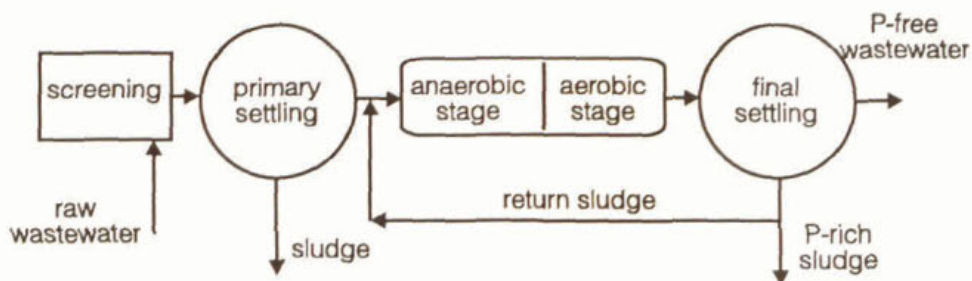 P-free
wastewater
screening
primary
settling
anaerobic
stage
aerobic
stage
final
settling
raw
wastewater
sludge
return sludge
P-rich
sludge